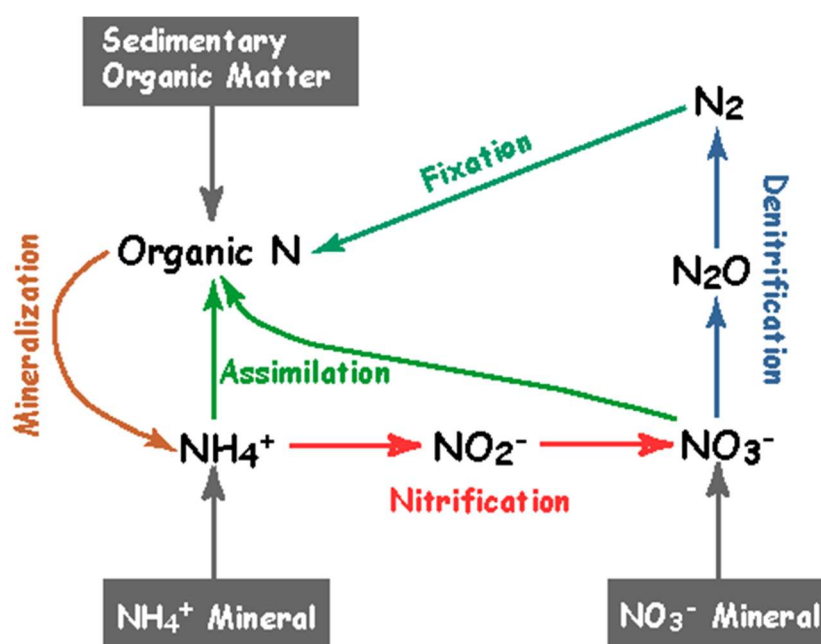 Sedimentary
Organic Matter
N₂
Fixation
Denitrification
Organic N
N₂O
Mineralization
Assimilation
NH₄⁺
NO₂⁻
NO₃⁻
Nitrification
NH₄⁺ Mineral
NO₃⁻ Mineral